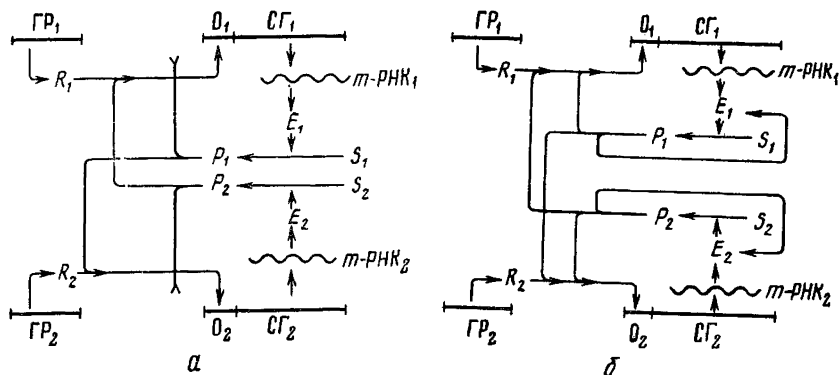 ГР₁ O₁ СГ₁
R₁ m-РНК₁
E₁
P₁ S₁
P₂ S₂
E₂
R₂ m-РНК₂
ГР₂ O₂ СГ₂
а
ГР₁ O₁ СГ₁
R₁ m-РНК₁
E₁
P₁ S₁
P₂ S₂
E₂
R₂ m-РНК₂
ГР₂ O₂ СГ₂
б